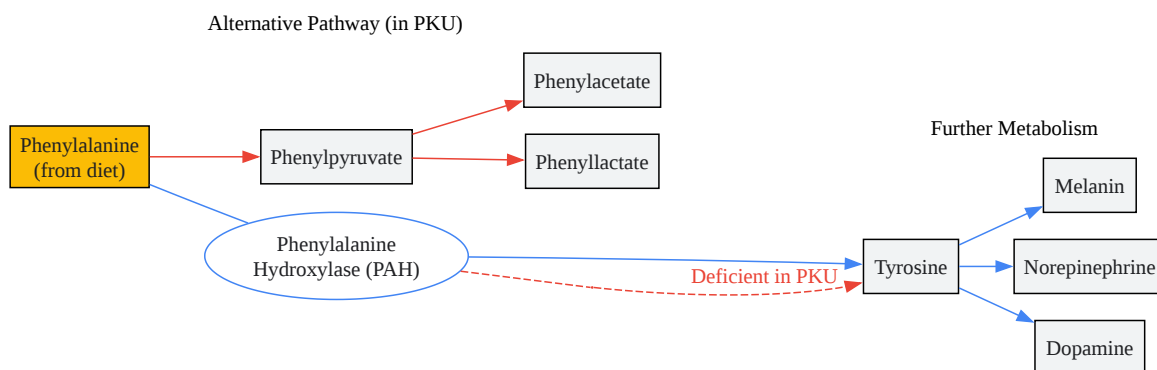 Alternative Pathway (in PKU)
Phenylacetate
Phenylalanine
(from diet)
Phenylpyruvate
Phenyllactate
Further Metabolism
Melanin
Phenylalanine
Hydroxylase (PAH)
Deficient in PKU
Tyrosine
Norepinephrine
Dopamine